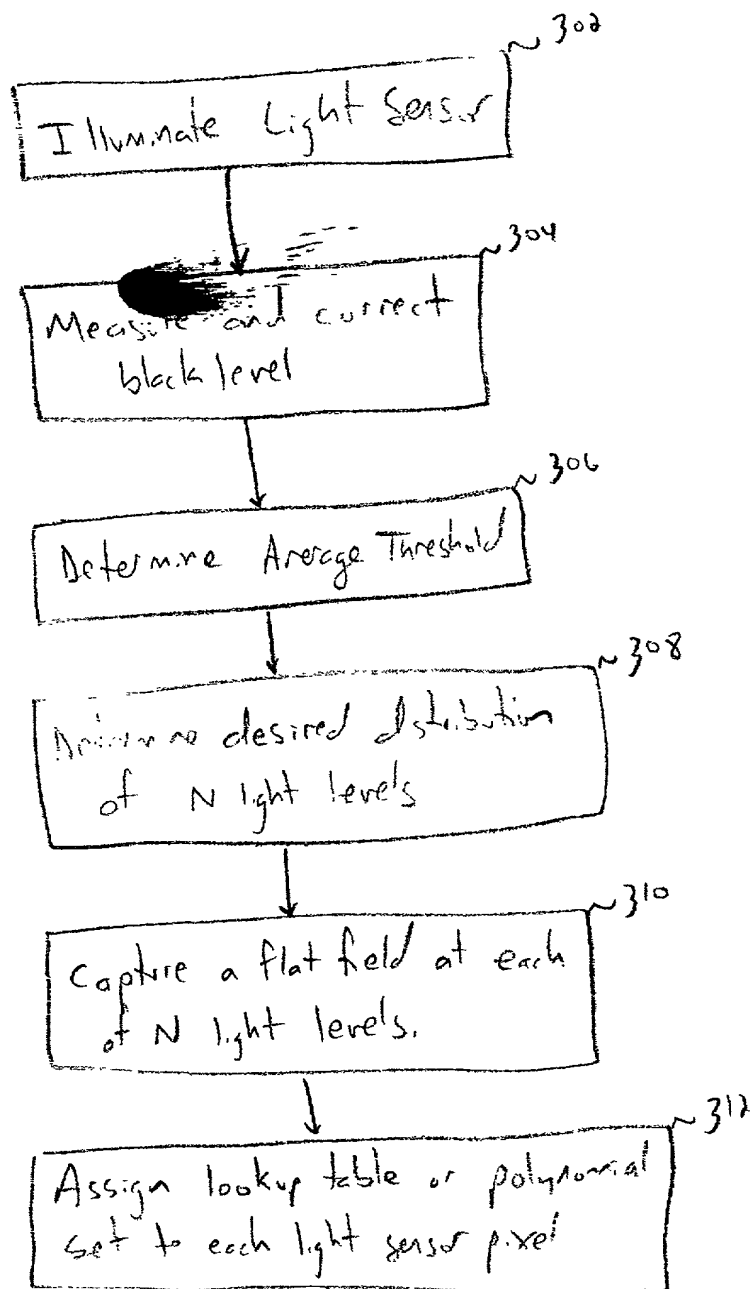 302
Illuminate Light Sensor
304
Measure and correct
black level
306
Determine Average Threshold
308
Determine desired distribution
of N light levels
310
Capture a flat field at each
of N light levels.
312
Assign lookup table or polynomial
set to each light sensor pixel